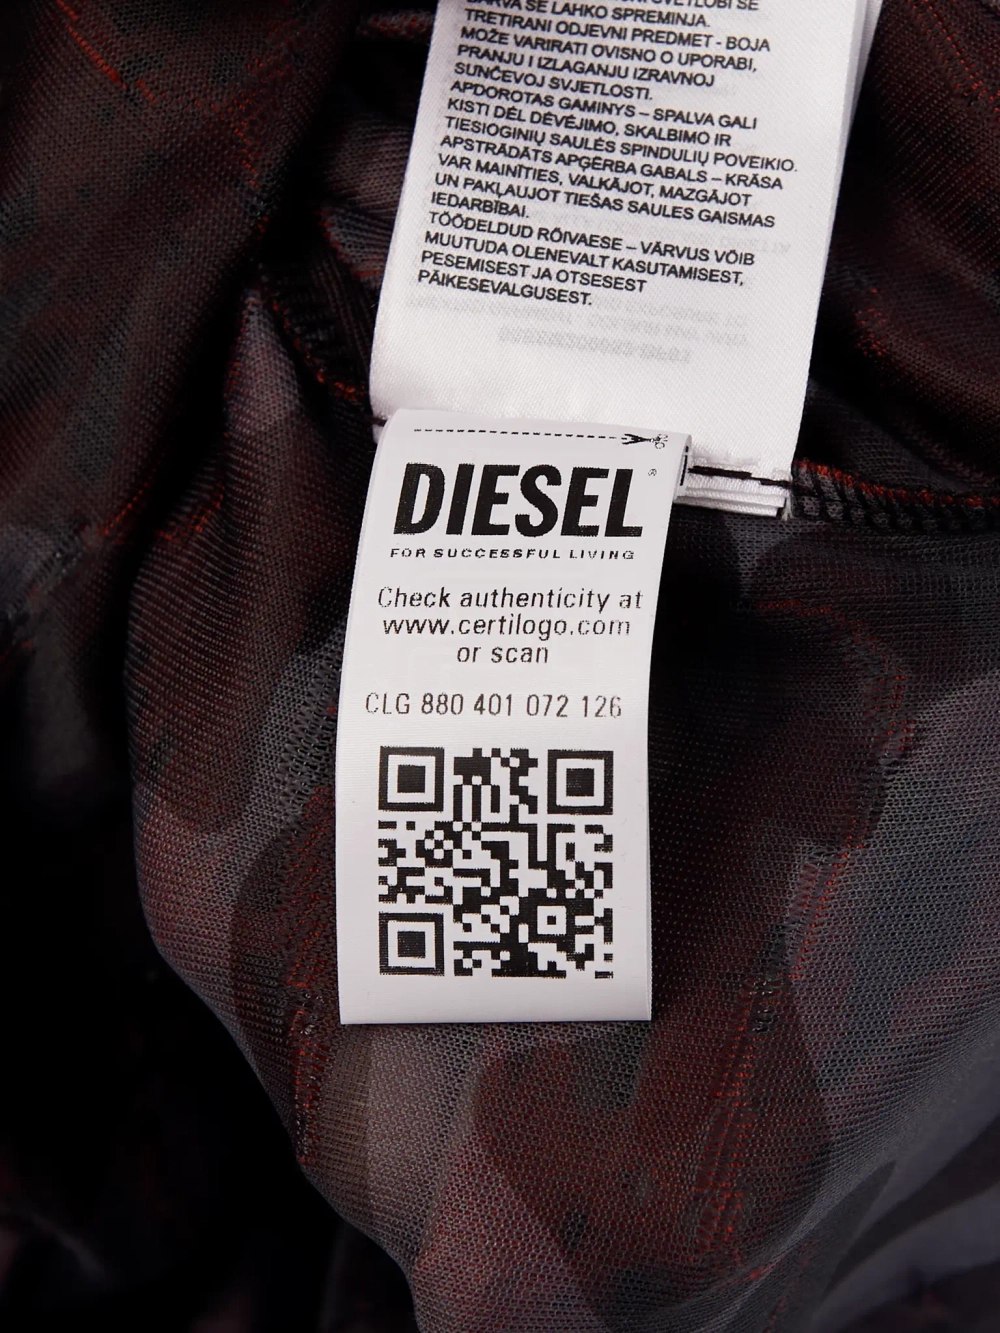 BARVA SE LAHKO SPREMINJA.
TRETIRANI ODJEVNI PREDMET - BOJA
MOŽE VARIRATI OVISNO O UPORABI,
PRANJU I IZLAGANJU IZRAVNOJ
SUNČEVOJ SVJETLOSTI.
APDOROTAS GAMINYS – SPALVA GALI
KISTI DĖL DĖVĖJIMO, SKALBIMO IR
TIESIOGINIŲ SAULĖS SPINDULIŲ POVEIKIO.
APSTRĀDĀTS APĢĒRBA GABALS – KRĀSA
VAR MAINĪTIES, VALKĀJOT, MAZGĀJOT
UN PAKĻAUJOT TIEŠAS SAULES GAISMAS
IEDARBĪBAI.
TÖÖDELDUD RÕIVAESE – VÄRVUS VÕIB
MUUTUDA OLENEVALT KASUTAMISEST,
PESEMISEST JA OTSESEST
PÄIKESEVALGUSEST.
DIESEL®
FOR SUCCESSFUL LIVING
Check authenticity at
www.certilogo.com
or scan
CLG 880 401 072 126